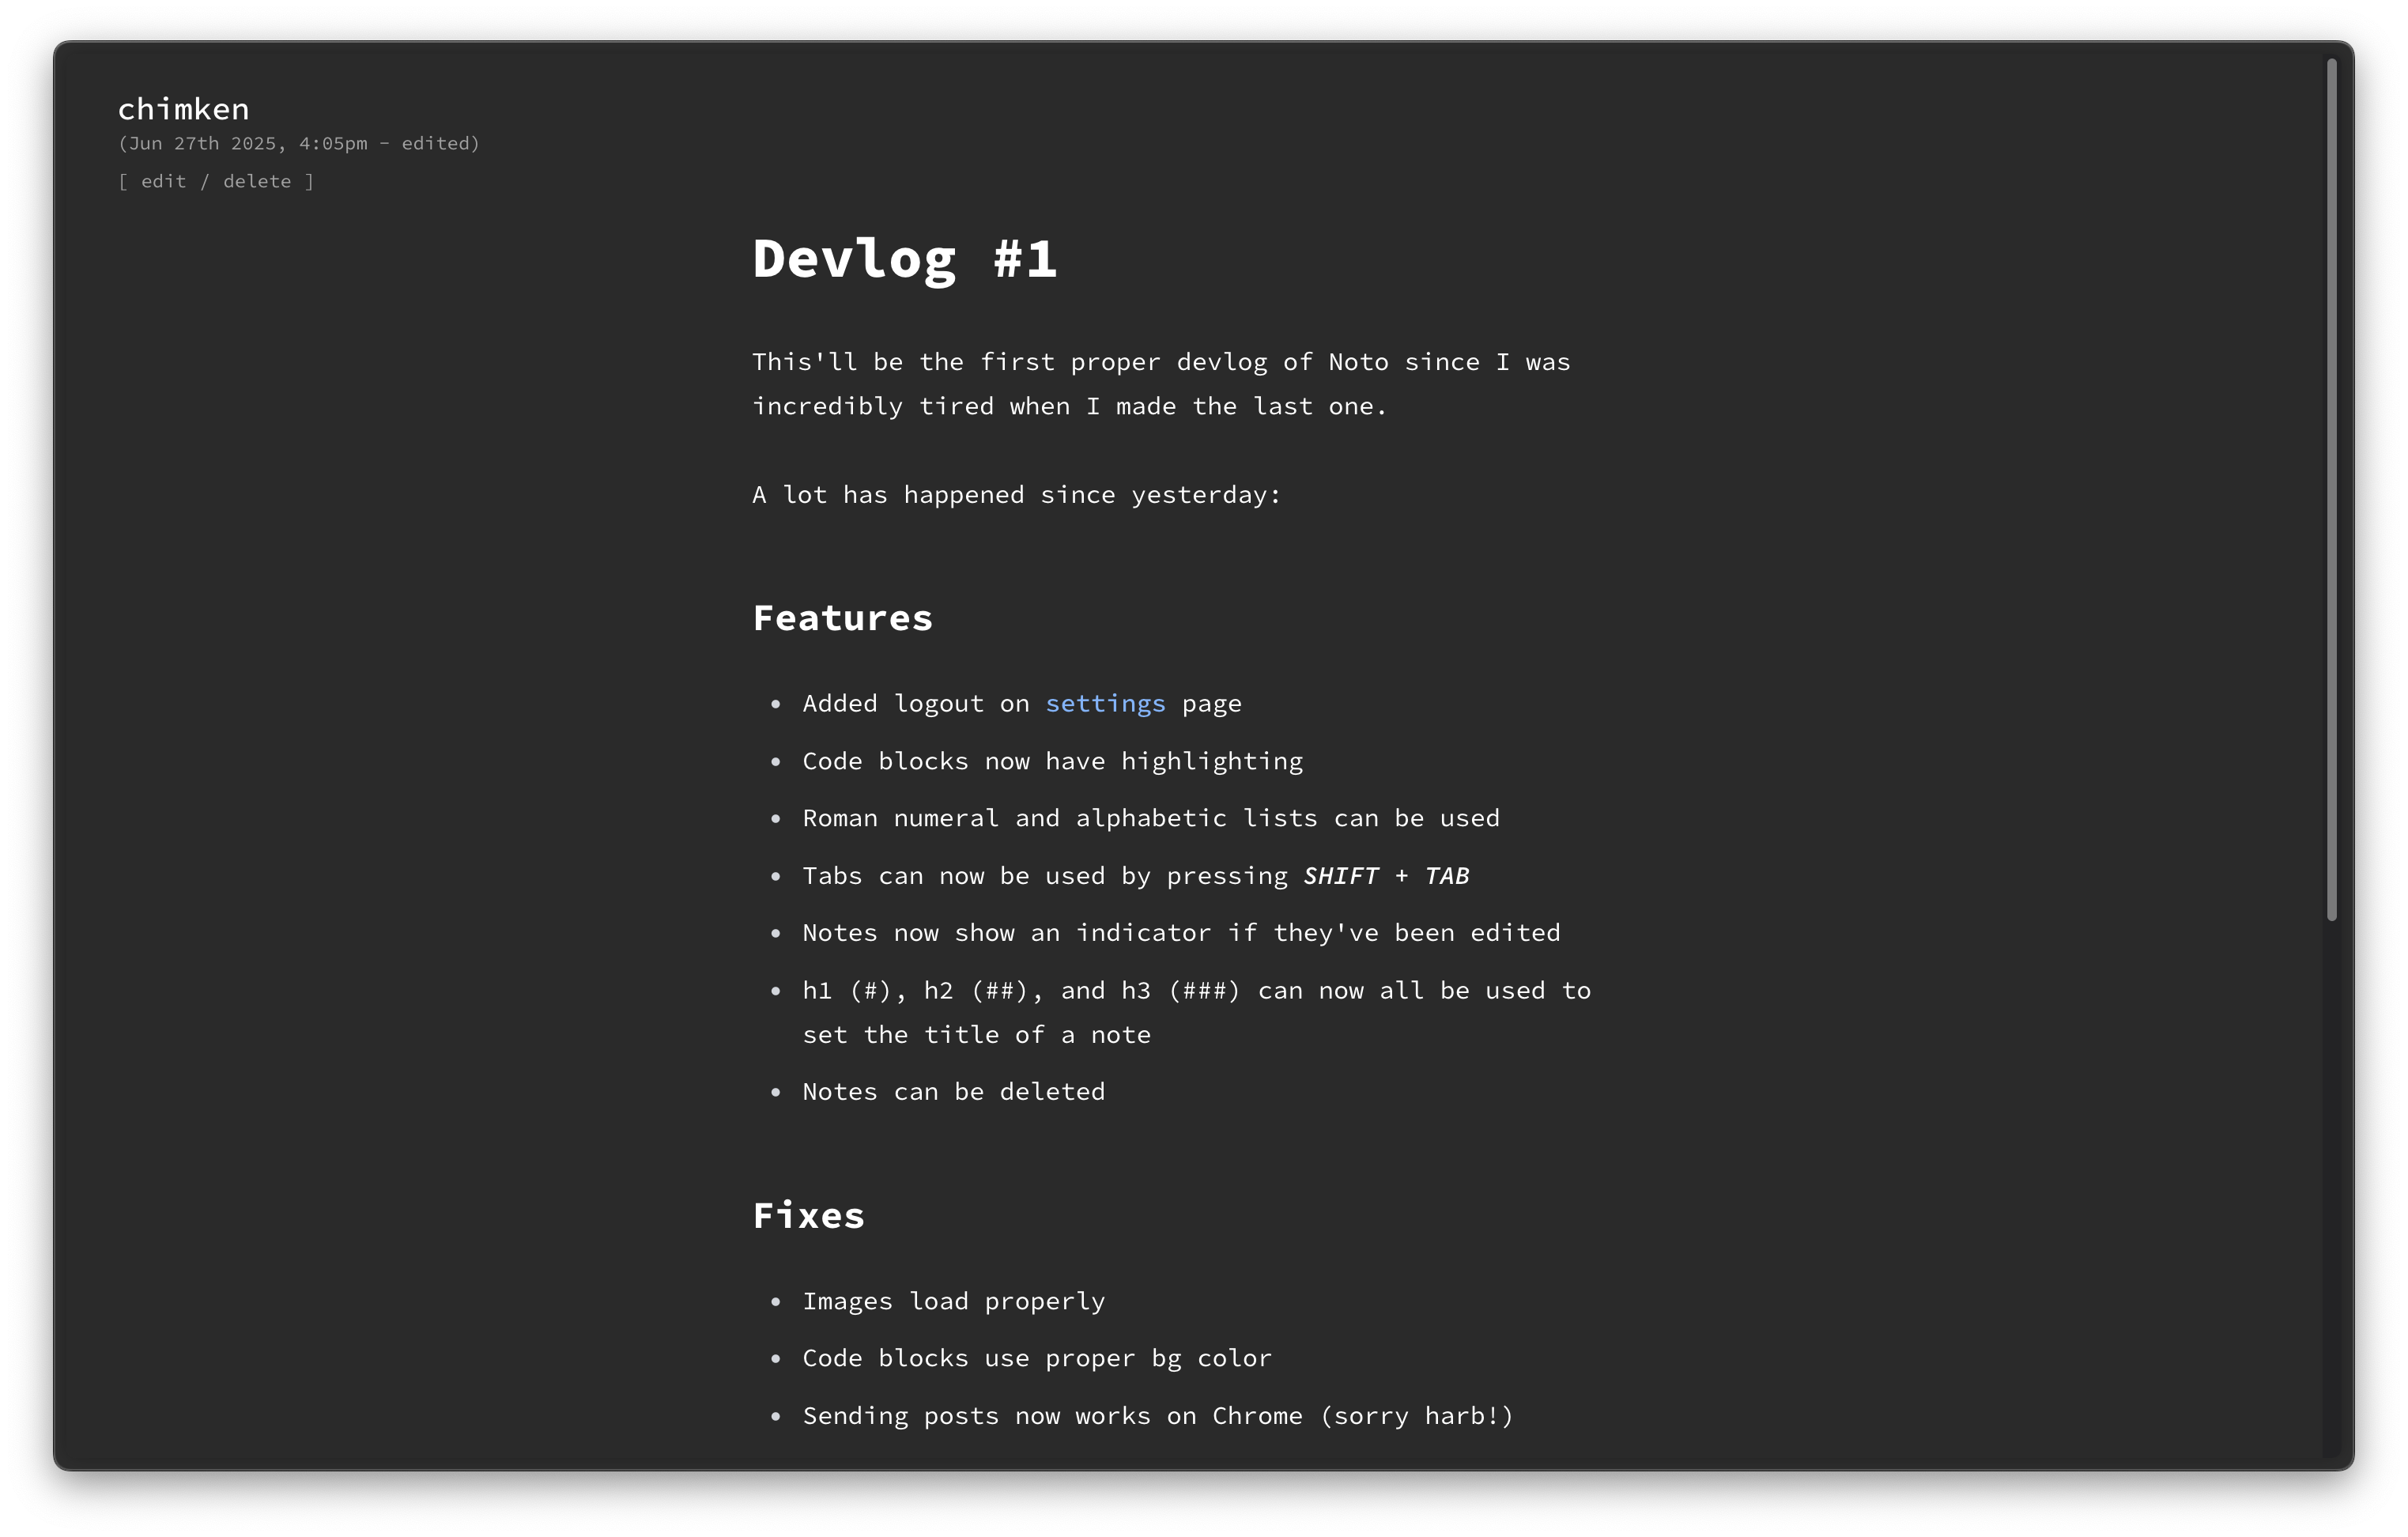 chimken
(Jun 27th 2025, 4:05pm - edited)
[ edit / delete ]
Devlog #1
This'll be the first proper devlog of Noto since I was
incredibly tired when I made the last one.
A lot has happened since yesterday:
Features
• Added logout on settings page
• Code blocks now have highlighting
• Roman numeral and alphabetic lists can be used
• Tabs can now be used by pressing SHIFT + TAB
• Notes now show an indicator if they've been edited
• h1 (#), h2 (##), and h3 (###) can now all be used to
set the title of a note
• Notes can be deleted
Fixes
• Images load properly
• Code blocks use proper bg color
• Sending posts now works on Chrome (sorry harb!)